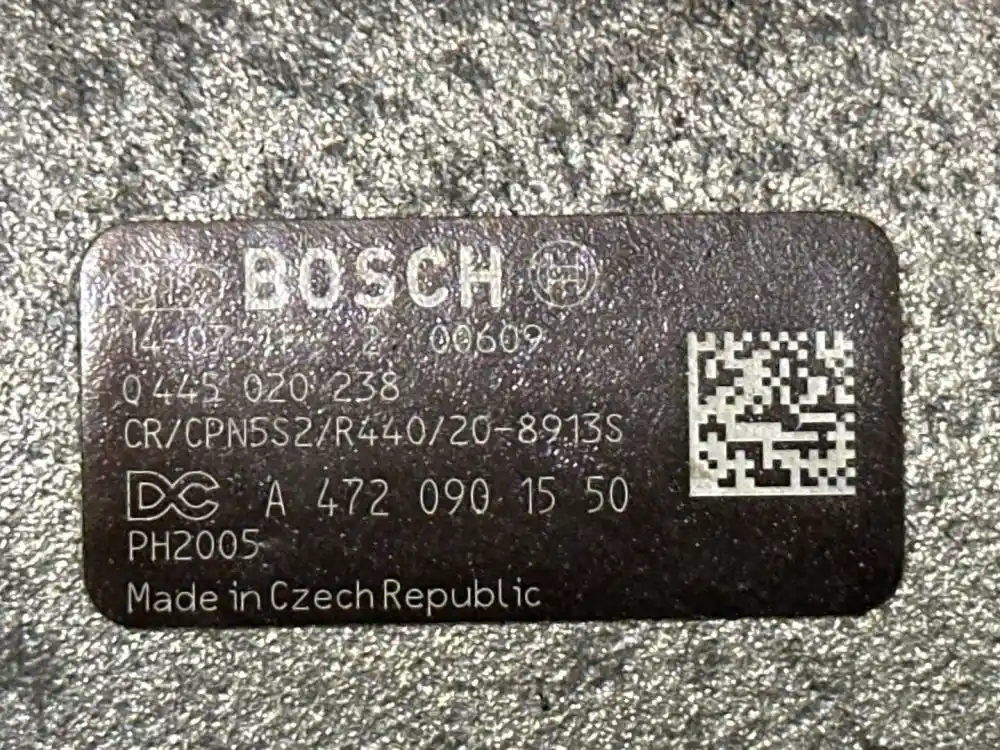 BOSCH
2 00609
0 445 020 238
CR/CPN5S2/R440/20-8913S
DC A 472 090 15 50
PH2005
Made in Czech Republic